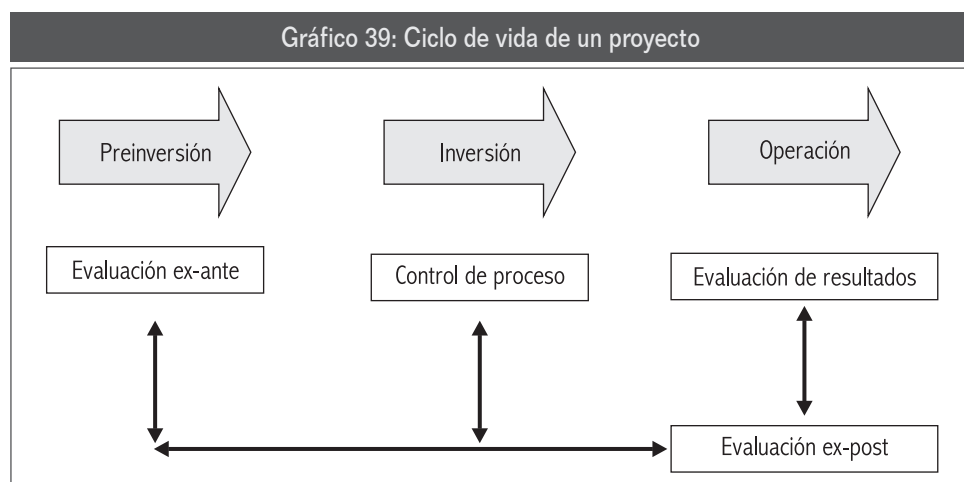 Gráfico 39: Ciclo de vida de un proyecto
Preinversión
Inversión
Operación
Evaluación ex-ante
Control de proceso
Evaluación de resultados
Evaluación ex-post